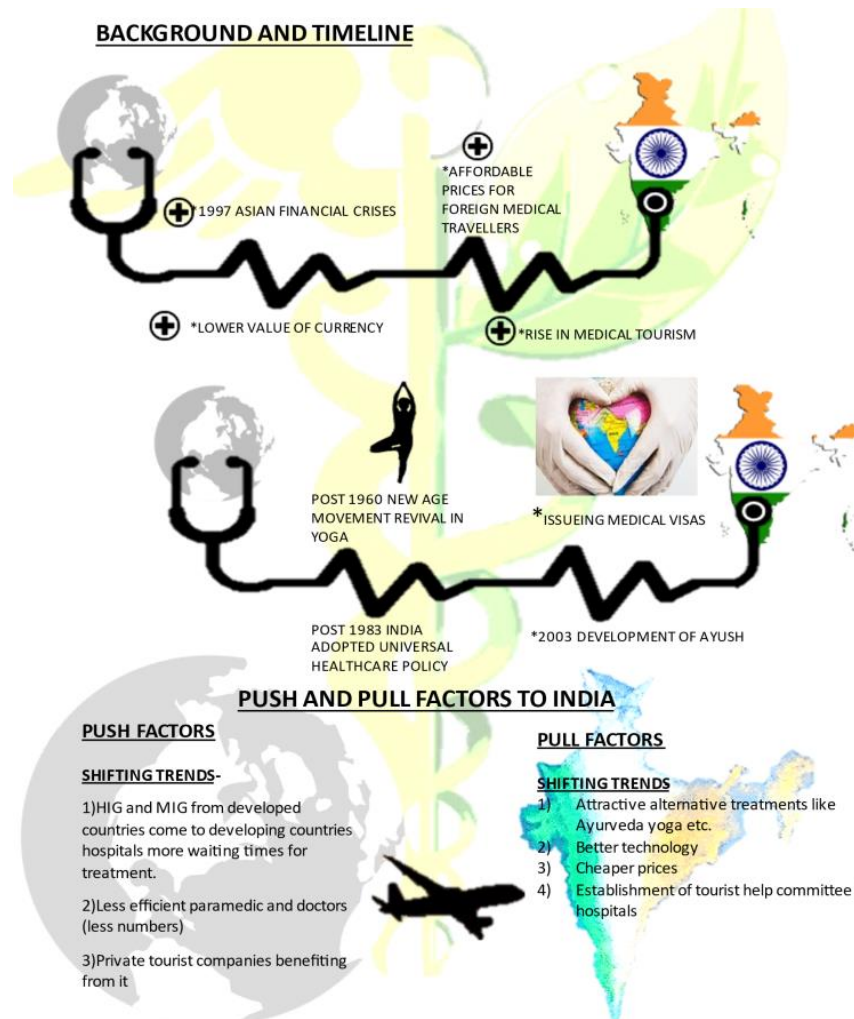 BACKGROUND AND TIMELINE
*1997 ASIAN FINANCIAL CRISES
*AFFORDABLE
PRICES FOR
FOREIGN MEDICAL
TRAVELLERS
*LOWER VALUE OF CURRENCY
*RISE IN MEDICAL TOURISM
POST 1960 NEW AGE
MOVEMENT REVIVAL IN
YOGA
*ISSUEING MEDICAL VISAS
POST 1983 INDIA
ADOPTED UNIVERSAL
HEALTHCARE POLICY
*2003 DEVELOPMENT OF AYUSH
PUSH AND PULL FACTORS TO INDIA
PUSH FACTORS
SHIFTING TRENDS-
1)HIG and MIG from developed
countries come to developing countries
hospitals more waiting times for
treatment.
2)Less efficient paramedic and doctors
(less numbers)
3)Private tourist companies benefiting
from it
PULL FACTORS
SHIFTING TRENDS
1) Attractive alternative treatments like
Ayurveda yoga etc.
2) Better technology
3) Cheaper prices
4) Establishment of tourist help committee
hospitals